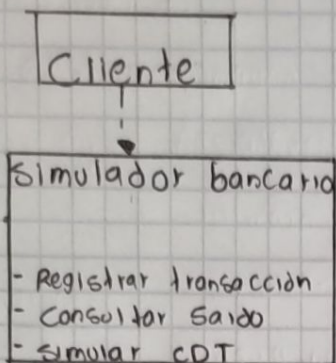 Cliente
Simulador bancario
- Registrar transacción
- Consultar Saldo
- Simular CDT